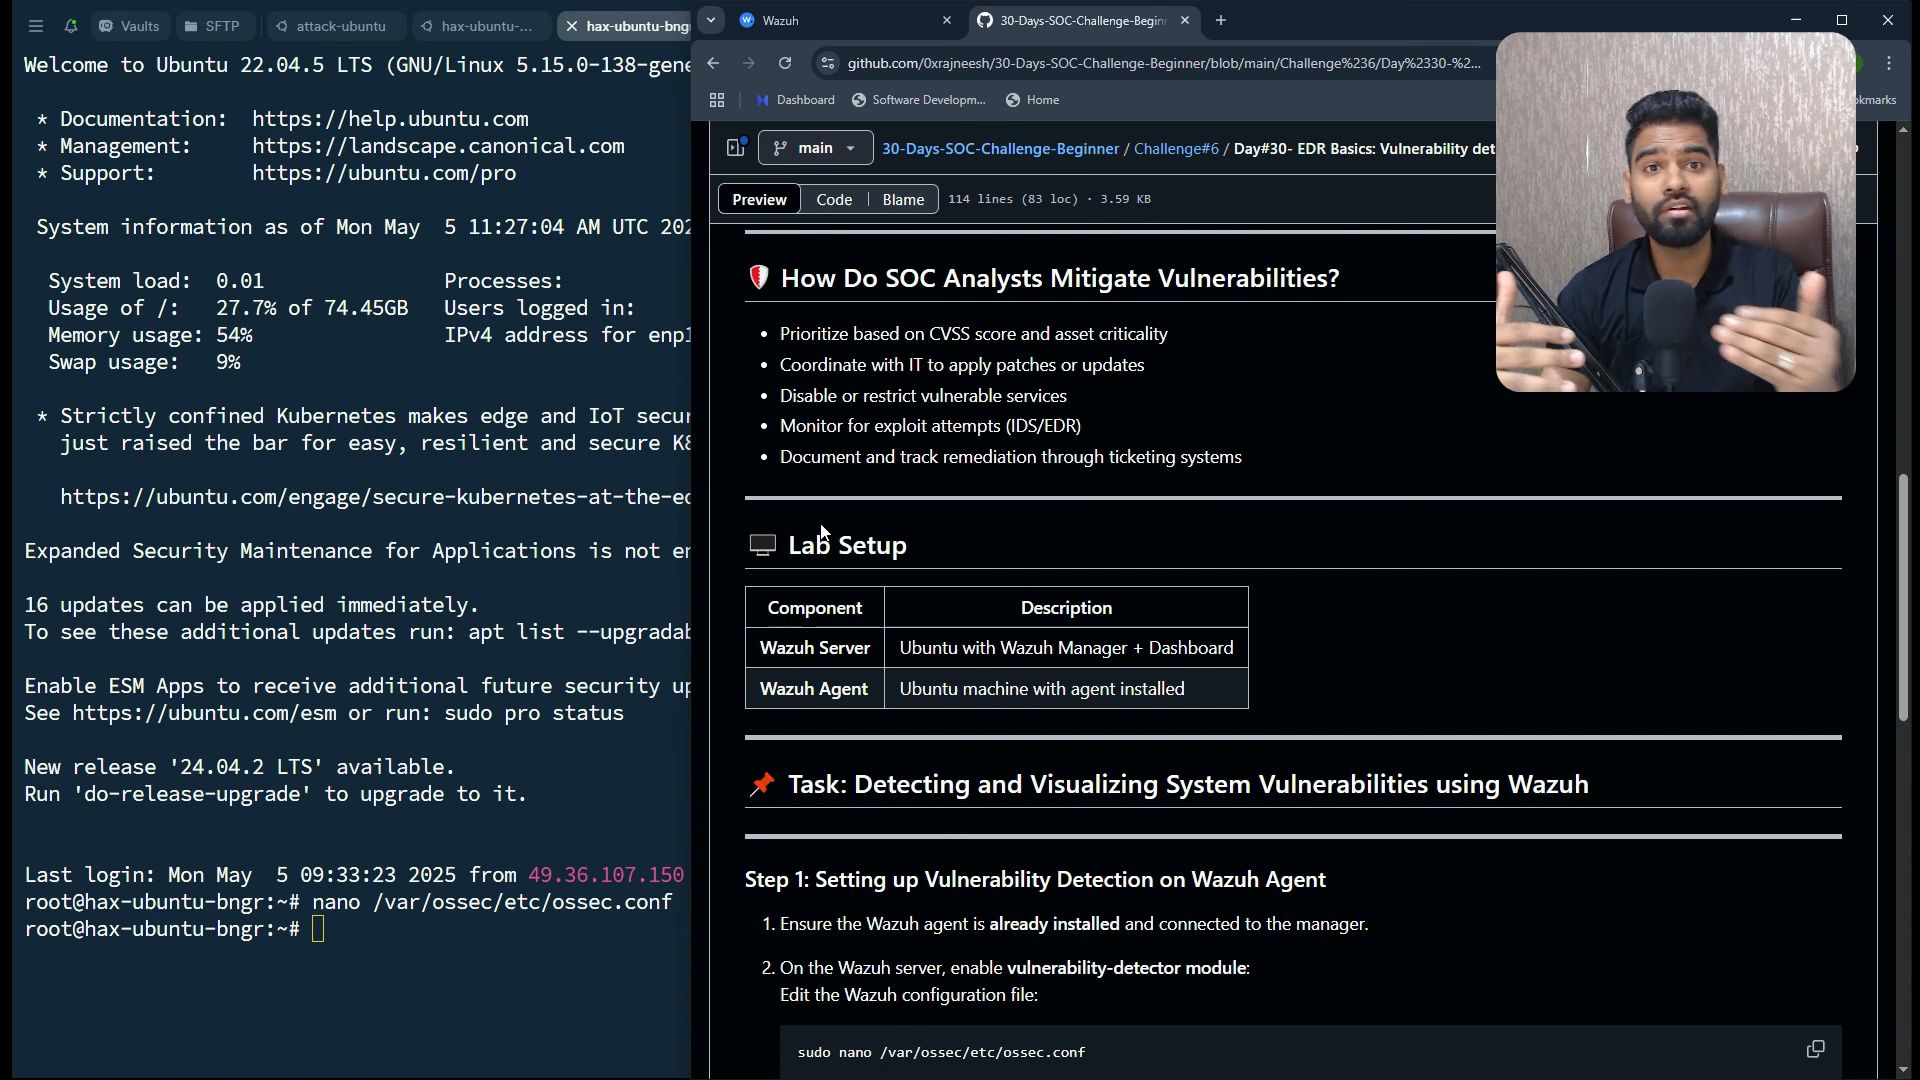 Vaults
SFTP
attack-ubuntu
hax-ubuntu-...
hax-ubuntu-bng
Welcome to Ubuntu 22.04.5 LTS (GNU/Linux 5.15.0-138-gene
* Documentation:  https://help.ubuntu.com
* Management:     https://landscape.canonical.com
* Support:        https://ubuntu.com/pro
System information as of Mon May  5 11:27:04 AM UTC 202
System load:  0.01               Processes:
Usage of /:   27.7% of 74.45GB   Users logged in:
Memory usage: 54%                IPv4 address for enp1
Swap usage:   9%
* Strictly confined Kubernetes makes edge and IoT secur
just raised the bar for easy, resilient and secure K8
https://ubuntu.com/engage/secure-kubernetes-at-the-ed
Expanded Security Maintenance for Applications is not en
16 updates can be applied immediately.
To see these additional updates run: apt list --upgradab
Enable ESM Apps to receive additional future security up
See https://ubuntu.com/esm or run: sudo pro status
New release '24.04.2 LTS' available.
Run 'do-release-upgrade' to upgrade to it.
Last login: Mon May  5 09:33:23 2025 from 49.36.107.150
root@hax-ubuntu-bngr:~# nano /var/ossec/etc/ossec.conf
root@hax-ubuntu-bngr:~#
Wazuh
30-Days-SOC-Challenge-Begin
github.com/0xrajneesh/30-Days-SOC-Challenge-Beginner/blob/main/Challenge%236/Day%2330-%2...
Dashboard
Software Developm...
Home
kmarks
main
30-Days-SOC-Challenge-Beginner / Challenge#6 / Day#30- EDR Basics: Vulnerability det
Preview
Code
Blame
114 lines (83 loc) · 3.59 KB
How Do SOC Analysts Mitigate Vulnerabilities?
• Prioritize based on CVSS score and asset criticality
• Coordinate with IT to apply patches or updates
• Disable or restrict vulnerable services
• Monitor for exploit attempts (IDS/EDR)
• Document and track remediation through ticketing systems
Lab Setup
Component Description
Wazuh Server Ubuntu with Wazuh Manager + Dashboard
Wazuh Agent Ubuntu machine with agent installed
Task: Detecting and Visualizing System Vulnerabilities using Wazuh
Step 1: Setting up Vulnerability Detection on Wazuh Agent
1. Ensure the Wazuh agent is already installed and connected to the manager.
2. On the Wazuh server, enable vulnerability-detector module:
Edit the Wazuh configuration file:
sudo nano /var/ossec/etc/ossec.conf